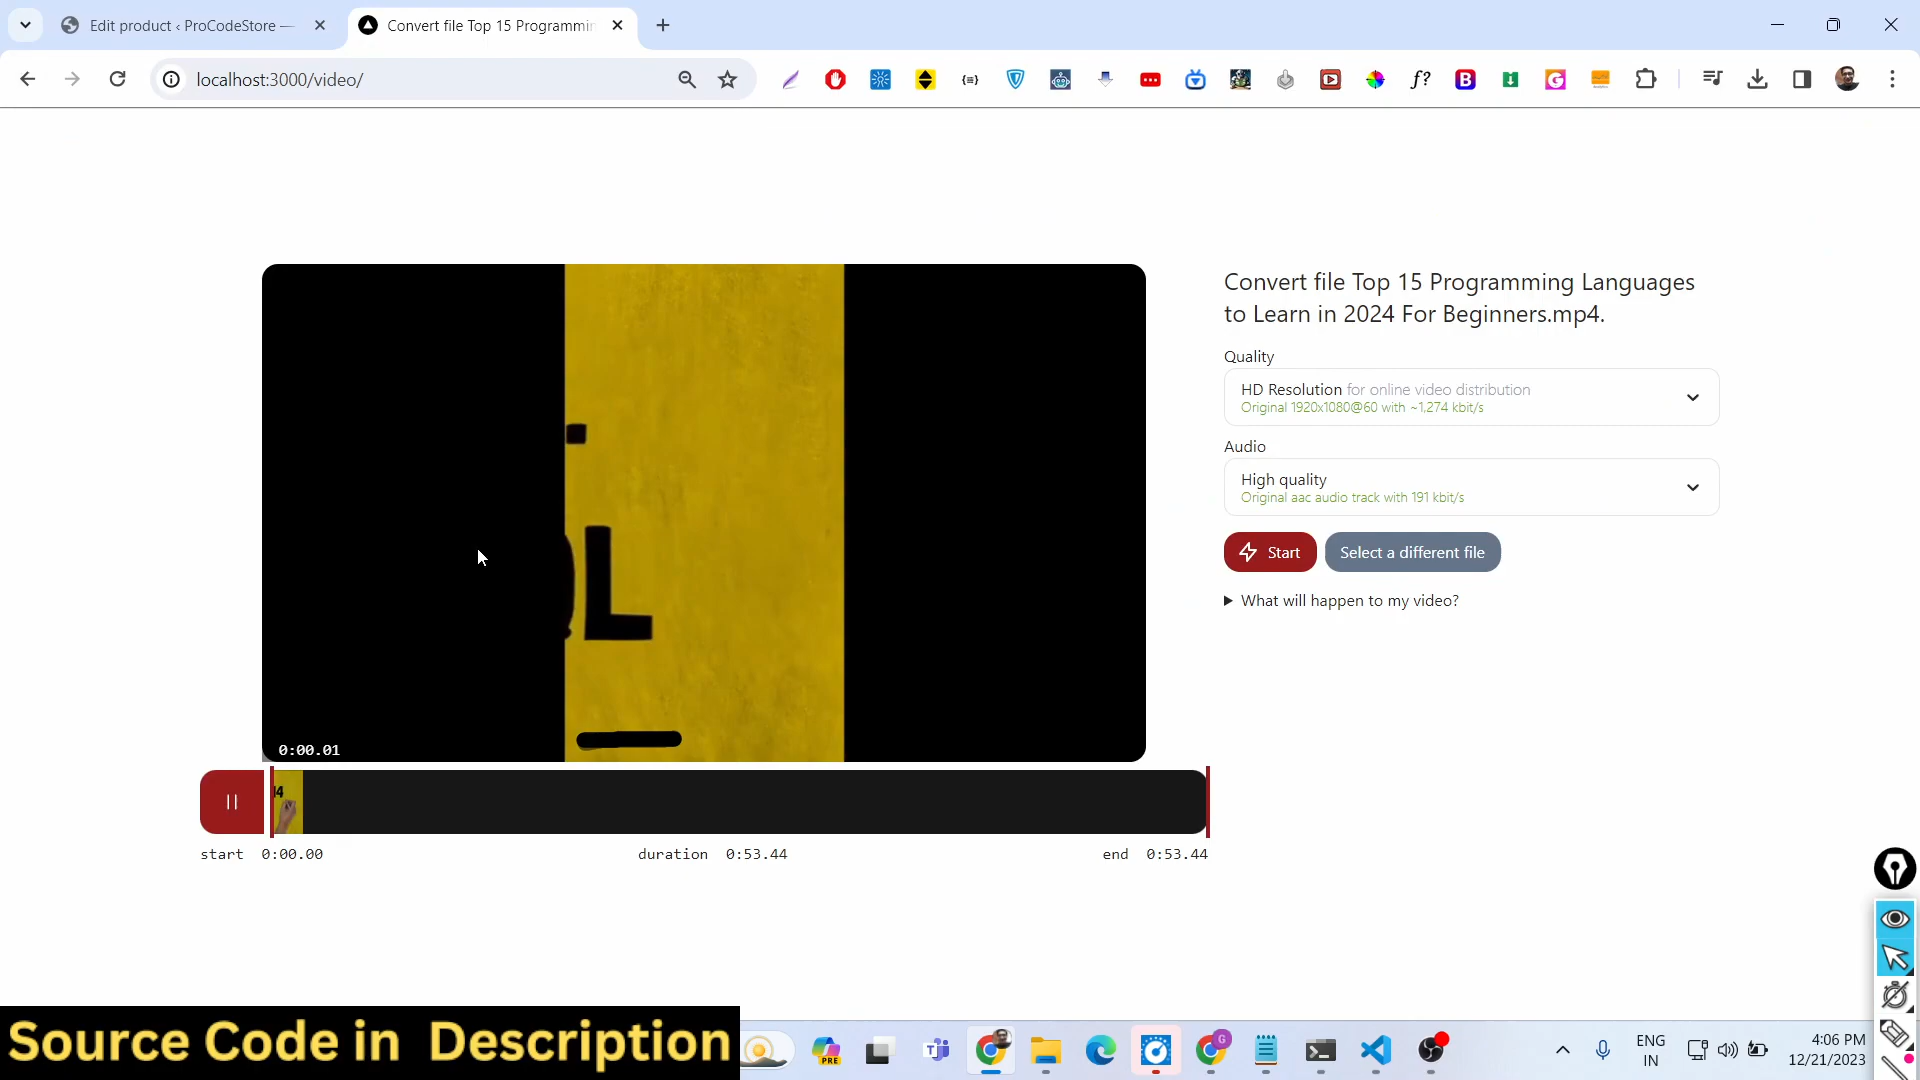 Edit product ‹ ProCodeStore —
Convert file Top 15 Programmin
localhost:3000/video/
f?
B
G
L
0:00.01
14
start 0:00.00
duration 0:53.44
end 0:53.44
Convert file Top 15 Programming Languages
to Learn in 2024 For Beginners.mp4.
Quality
HD Resolution for online video distribution
Original 1920x1080@60 with ~1,274 kbit/s
Audio
High quality
Original aac audio track with 191 kbit/s
Start
Select a different file
What will happen to my video?
Source Code in Description
PRE
G
ENG
IN
4:06 PM
12/21/2023